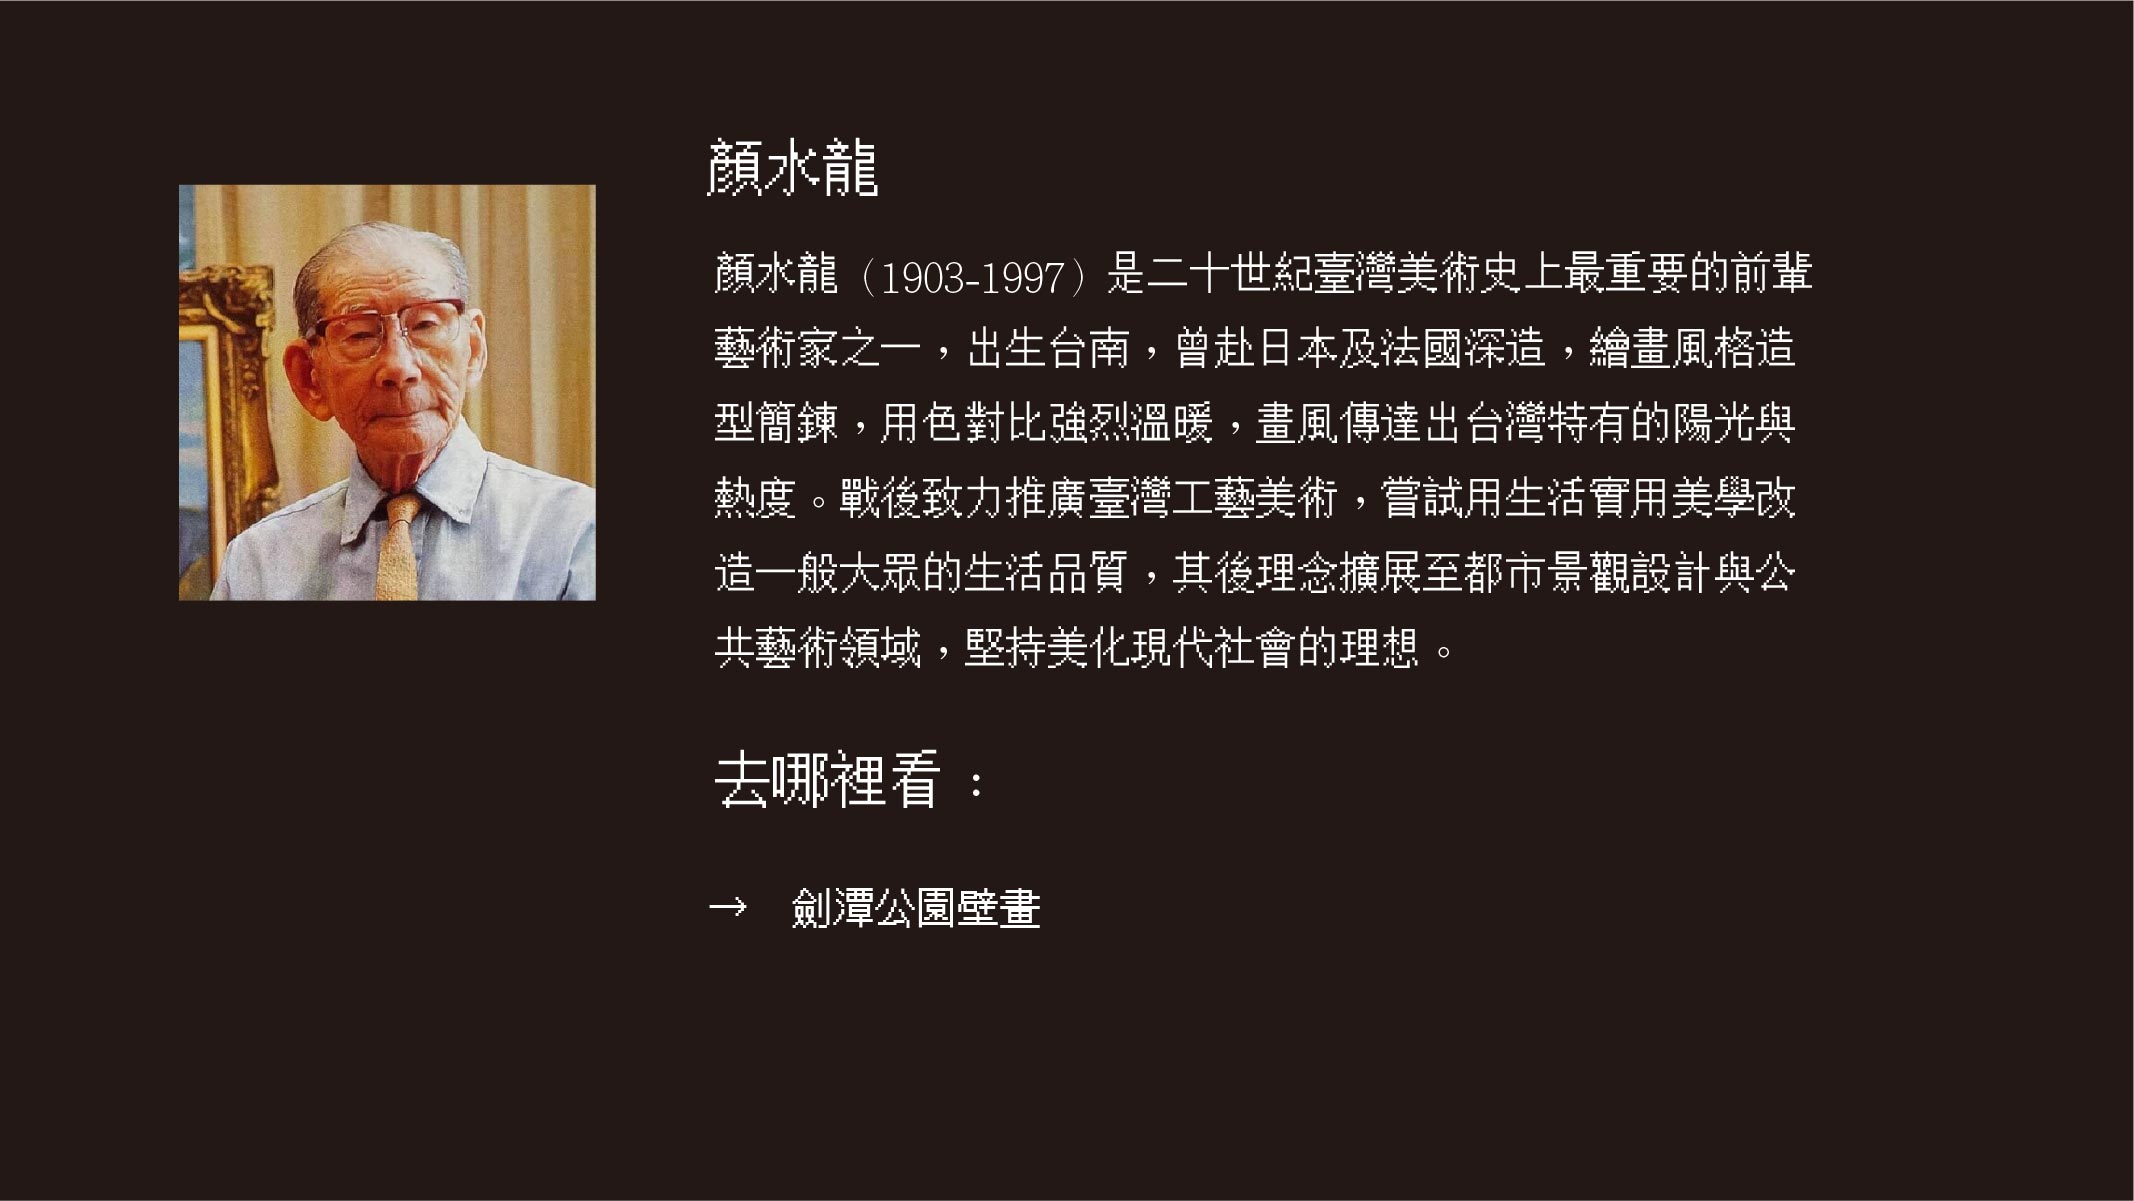 顏水龍
顏水龍（1903-1997）是二十世紀臺灣美術史上最重要的前輩
藝術家之一，出生台南，曾赴日本及法國深造，繪畫風格造
型簡鍊，用色對比強烈溫暖，畫風傳達出台灣特有的陽光與
熱度。戰後致力推廣臺灣工藝美術，嘗試用生活實用美學改
造一般大眾的生活品質，其後理念擴展至都市景觀設計與公
共藝術領域，堅持美化現代社會的理想。
去哪裡看：
→ 劍潭公園壁畫